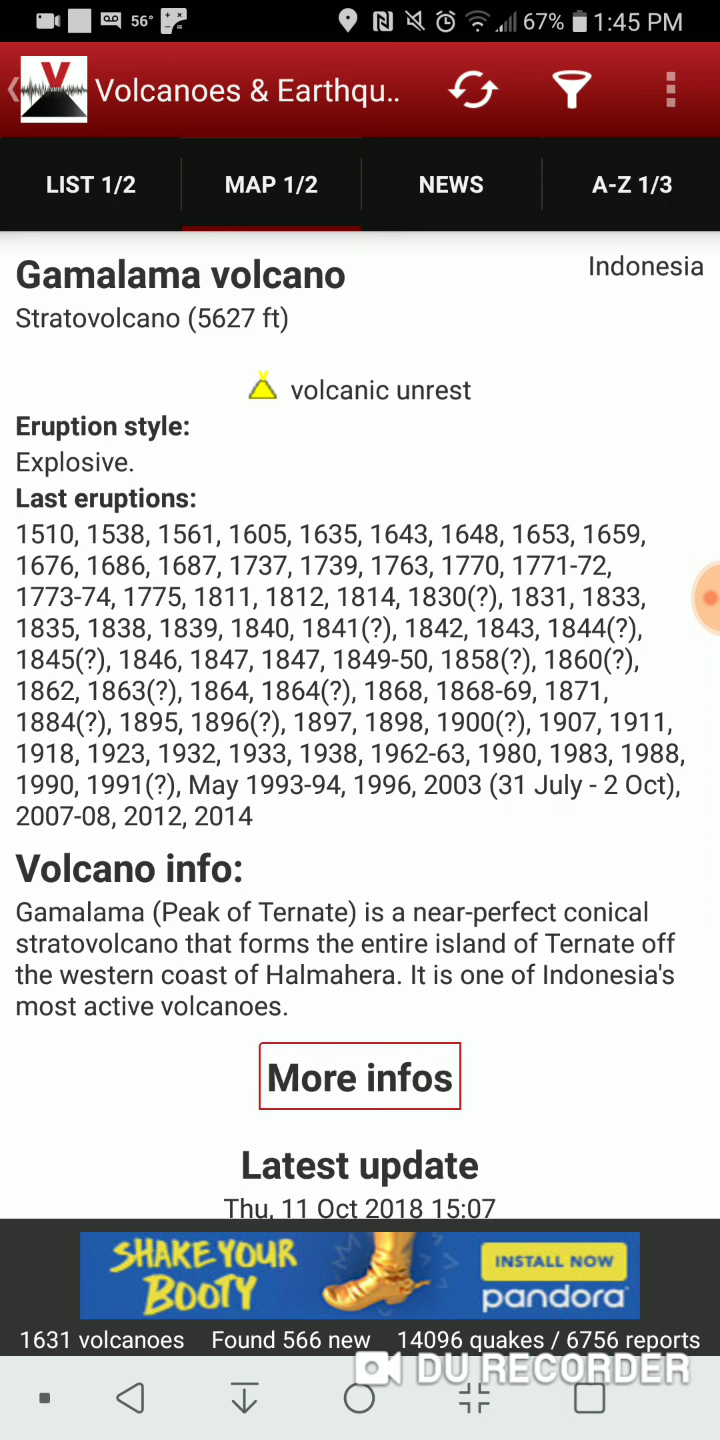 56° 67% 1:45 PM
V Volcanoes & Earthqu..
LIST 1/2 MAP 1/2 NEWS A-Z 1/3
Gamalama volcano Indonesia
Stratovolcano (5627 ft)
volcanic unrest
Eruption style:
Explosive.
Last eruptions:
1510, 1538, 1561, 1605, 1635, 1643, 1648, 1653, 1659,
1676, 1686, 1687, 1737, 1739, 1763, 1770, 1771-72,
1773-74, 1775, 1811, 1812, 1814, 1830(?), 1831, 1833,
1835, 1838, 1839, 1840, 1841(?), 1842, 1843, 1844(?),
1845(?), 1846, 1847, 1847, 1849-50, 1858(?), 1860(?),
1862, 1863(?), 1864, 1864(?), 1868, 1868-69, 1871,
1884(?), 1895, 1896(?), 1897, 1898, 1900(?), 1907, 1911,
1918, 1923, 1932, 1933, 1938, 1962-63, 1980, 1983, 1988,
1990, 1991(?), May 1993-94, 1996, 2003 (31 July - 2 Oct),
2007-08, 2012, 2014
Volcano info:
Gamalama (Peak of Ternate) is a near-perfect conical
stratovolcano that forms the entire island of Ternate off
the western coast of Halmahera. It is one of Indonesia's
most active volcanoes.
More infos
Latest update
Thu, 11 Oct 2018 15:07
SHAKE YOUR
BOOTY
INSTALL NOW
pandora
1631 volcanoes Found 566 new 14096 quakes / 6756 reports
DU RECORDER